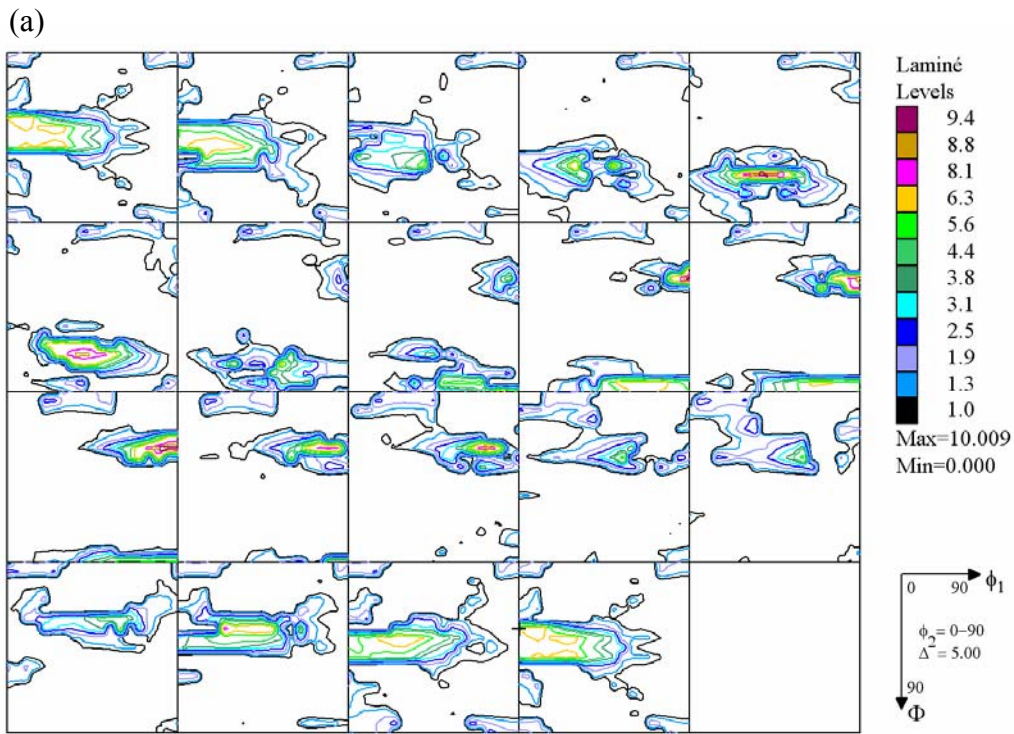 (a)
Laminé
Levels
9.4
8.8
8.1
6.3
5.6
4.4
3.8
3.1
2.5
1.9
1.3
1.0
Max=10.009
Min=0.000
0 90 ϕ1
ϕ2= 0-90
Δ = 5.00
90
Φ